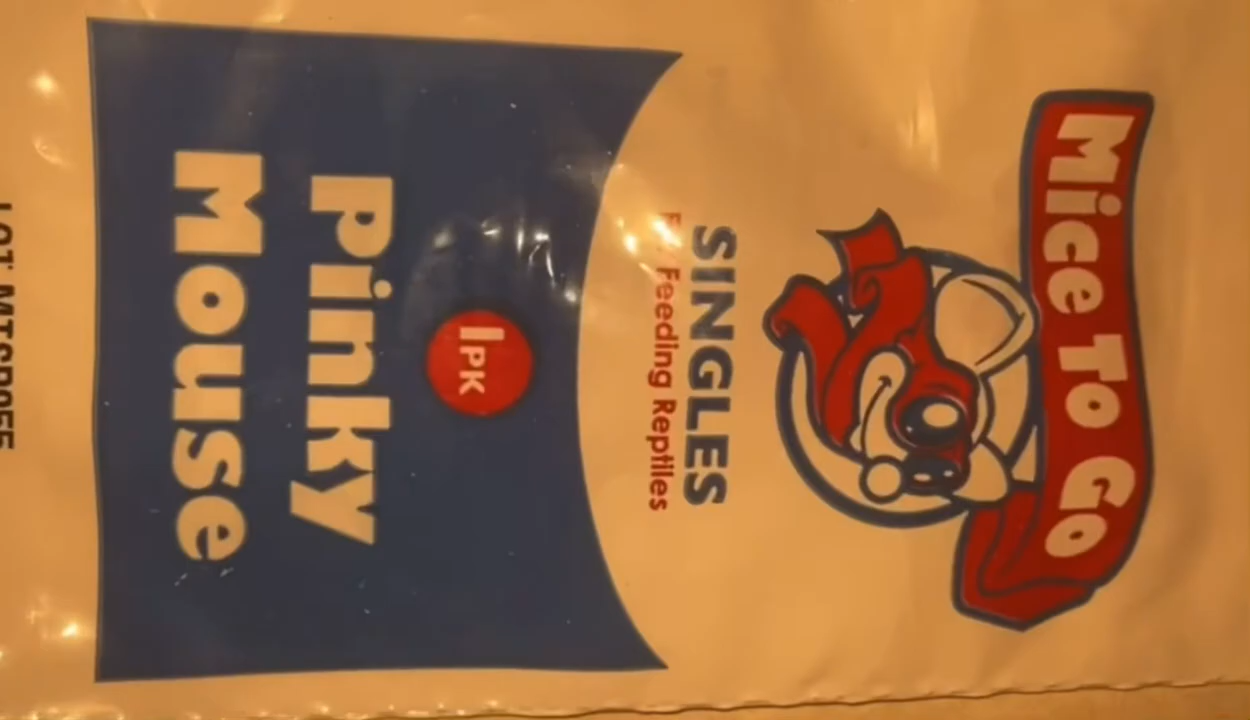 Mice To Go
SINGLES
Feeding Reptiles
1PK
Pinky
Mouse